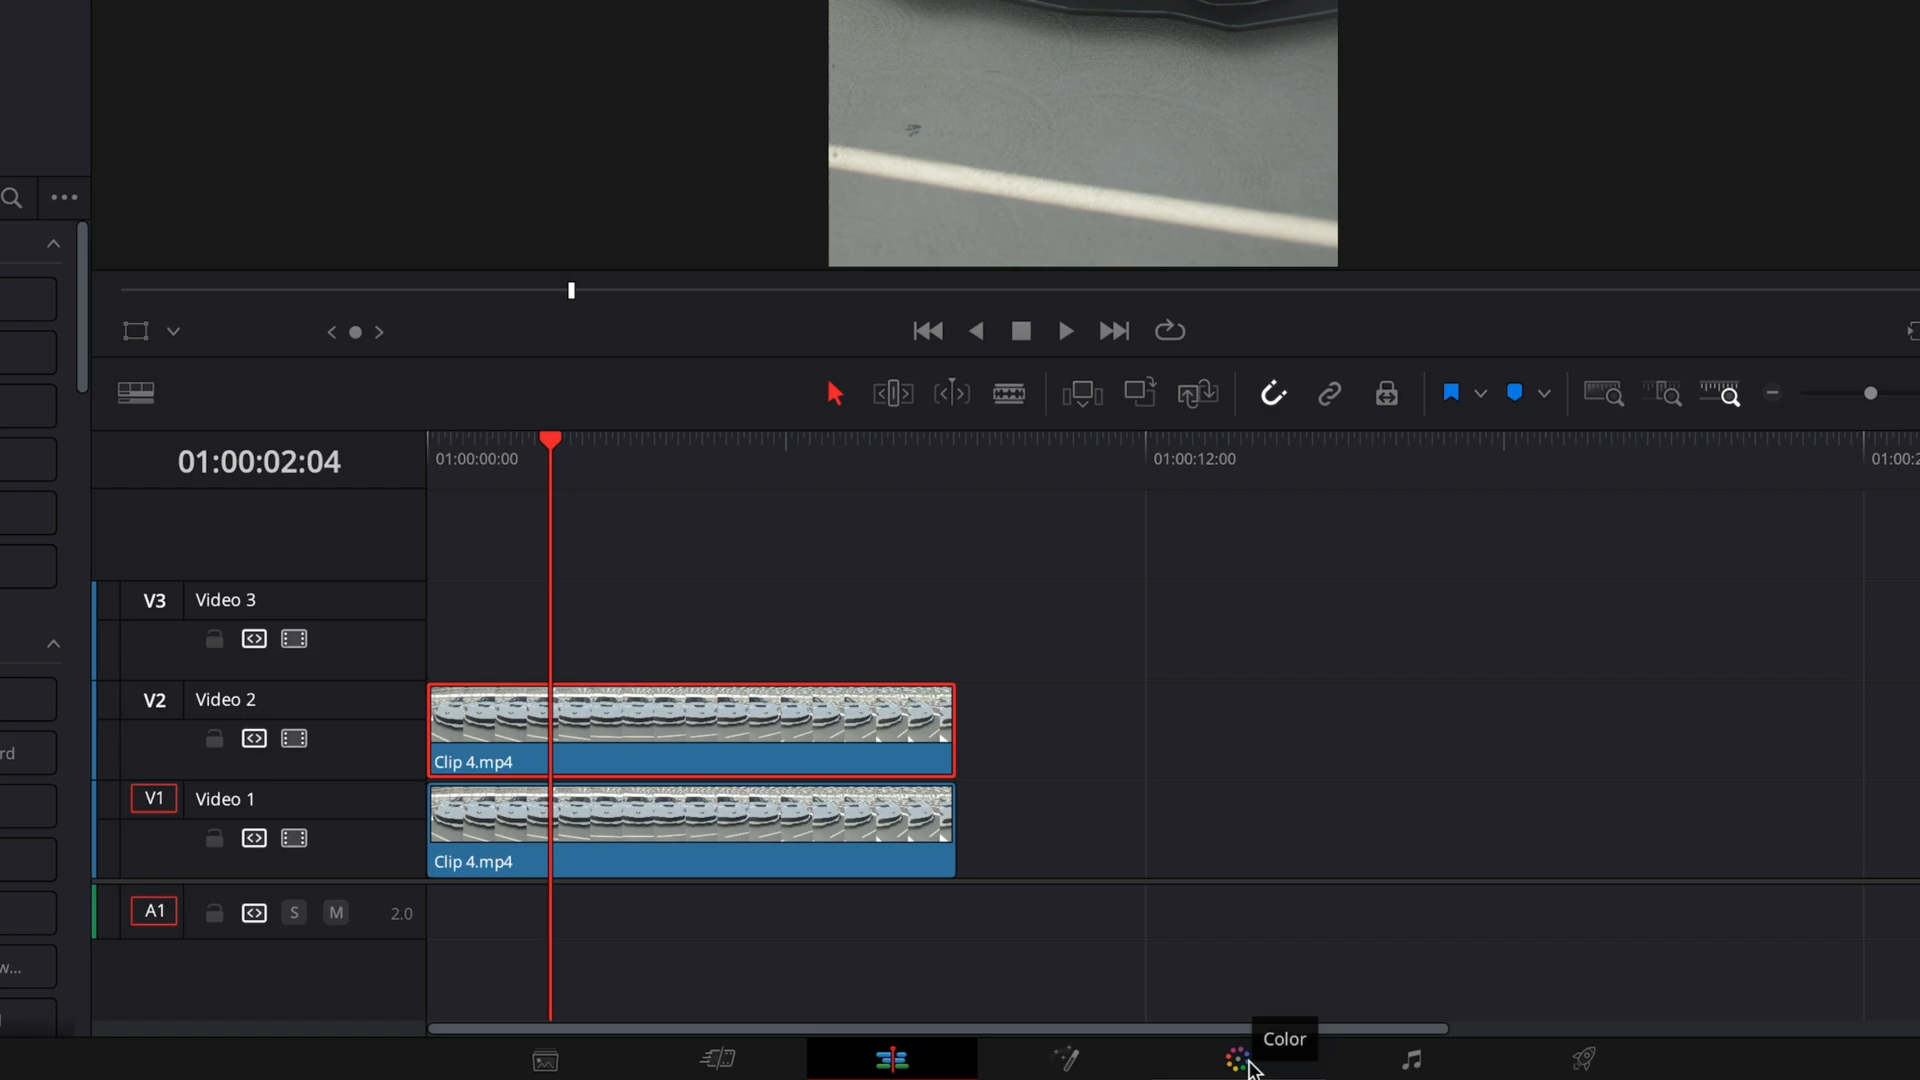 01:00:02:04
01:00:00:00
01:00:12:00
01:00:2
V3 Video 3
V2 Video 2
Clip 4.mp4
V1 Video 1
Clip 4.mp4
A1 S M 2.0
rd
w...
Color